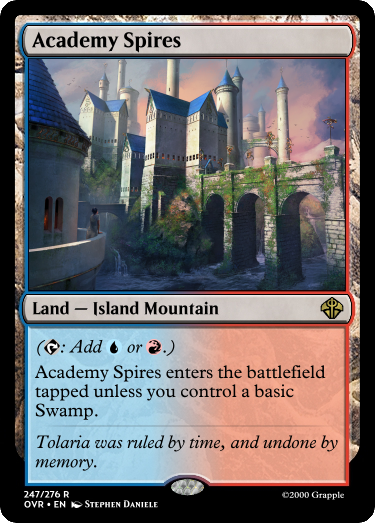 Academy Spires
Land — Island Mountain
(: Add or .)
Academy Spires enters the battlefield
tapped unless you control a basic
Swamp.
Tolaria was ruled by time, and undone by
memory.
247/276 R
OVR • EN Stephen Daniele
©2000 Grapple